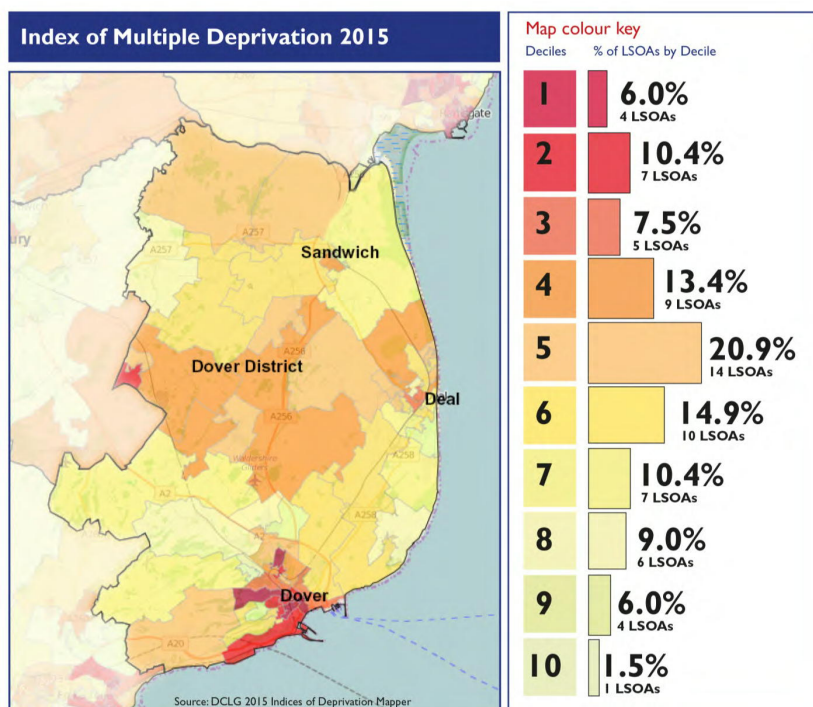 Index of Multiple Deprivation 2015
A257
A257
Sandwich
A258
Dover District
Deal
A256
A2
A258
A258
A2
Dover
A20
Source: DCLG 2015 Indices of Deprivation Mapper
Map colour key
Deciles % of LSOAs by Decile
1 6.0%
4 LSOAs
2 10.4%
7 LSOAs
3 7.5%
5 LSOAs
4 13.4%
9 LSOAs
5 20.9%
14 LSOAs
6 14.9%
10 LSOAs
7 10.4%
7 LSOAs
8 9.0%
6 LSOAs
9 6.0%
4 LSOAs
10 1.5%
1 LSOAs